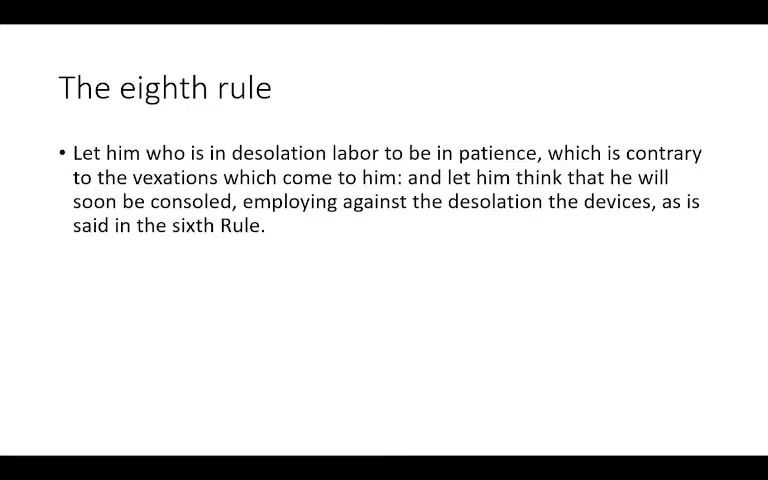 The eighth rule
• Let him who is in desolation labor to be in patience, which is contrary
to the vexations which come to him: and let him think that he will
soon be consoled, employing against the desolation the devices, as is
said in the sixth Rule.